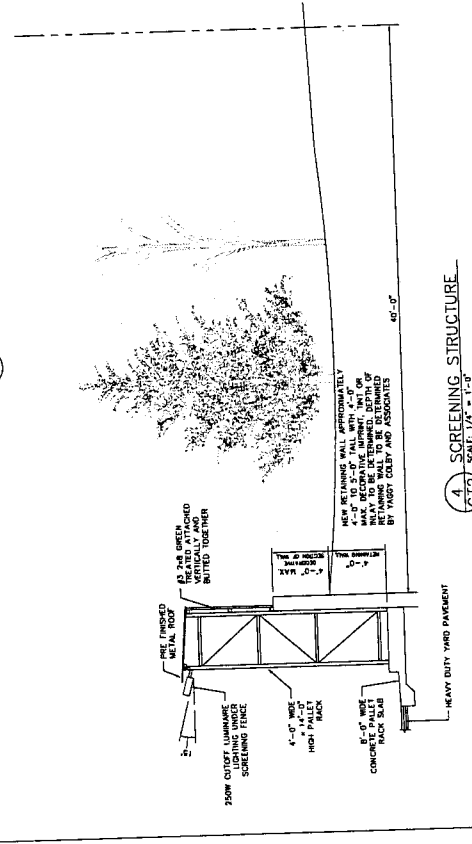 PRE FINISHED
METAL ROOF
#3 2x8 GREEN
TREATED ATTACHED
VERTICALLY AND
BUTTED TOGETHER
250W CUTOFF LUMINAIRE
LIGHTING UNDER
SCREENING FENCE
4'-0" WIDE
x 14'-0"
HIGH PALLET
RACK
8'-0" WIDE
CONCRETE PALLET
RACK SLAB
HEAVY DUTY YARD PAVEMENT
4'-0" MAX.
DECORATIVE
SECTION OF WALL
4'-0"
RETAINING WALL
NEW RETAINING WALL APPROXIMATELY
4'-0" TO 5'-0" TALL WITH 4'-0"
MAX. DECORATIVE IMPRINT, TINT OR
INLAY TO BE DETERMINED. DEPTH OF
RETAINING WALL TO BE DETERMINED
BY YAGGY COLBY AND ASSOCIATES
40'-0"
4 SCREENING STRUCTURE
SCALE: 1/4" = 1'-0"